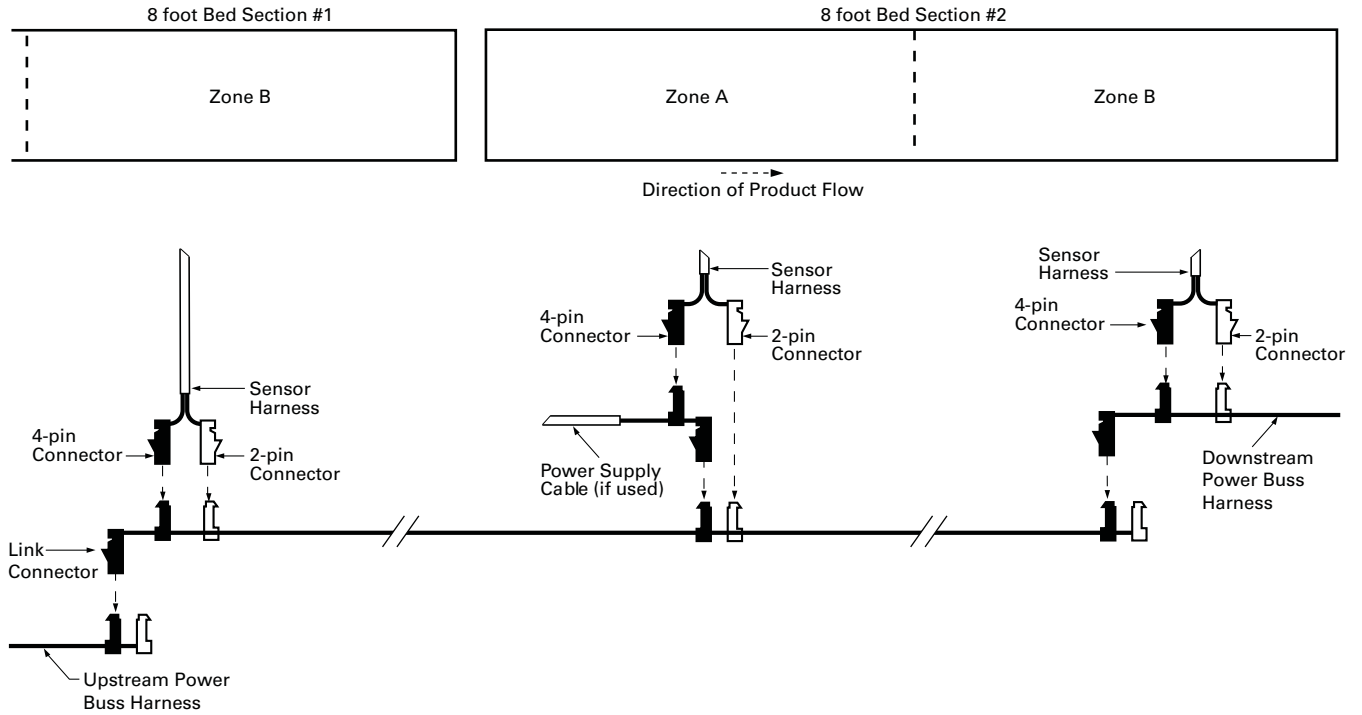 8 foot Bed Section #1
8 foot Bed Section #2
Zone B
Zone A
Zone B
Direction of Product Flow
Sensor
Harness
4-pin
Connector
2-pin
Connector
Sensor
Harness
4-pin
Connector
2-pin
Connector
Power Supply
Cable (if used)
Sensor
Harness
4-pin
Connector
2-pin
Connector
Downstream
Power Buss
Harness
Link
Connector
Upstream Power
Buss Harness